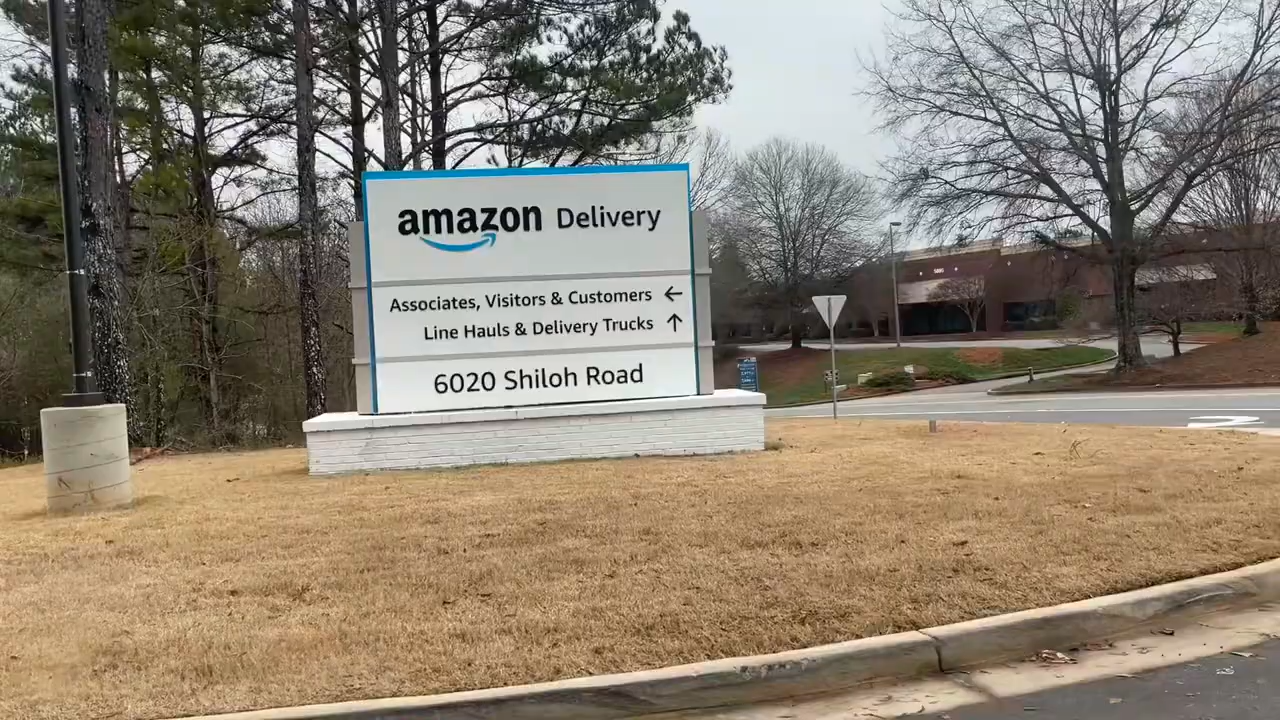 amazon Delivery
Associates, Visitors & Customers ←
Line Hauls & Delivery Trucks ↑
6020 Shiloh Road